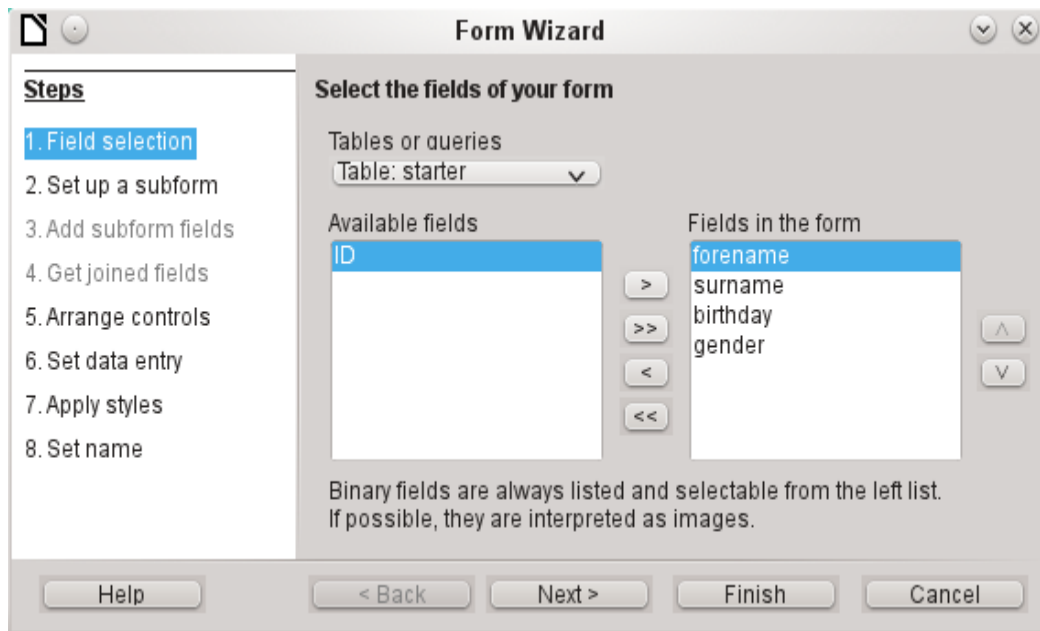 Form Wizard
Steps
1. Field selection
2. Set up a subform
3. Add subform fields
4. Get joined fields
5. Arrange controls
6. Set data entry
7. Apply styles
8. Set name
Select the fields of your form
Tables or queries
Table: starter
Available fields
ID
>
>>
<
<<
Fields in the form
forename
surname
birthday
gender
Binary fields are always listed and selectable from the left list.
If possible, they are interpreted as images.
Help
< Back
Next >
Finish
Cancel